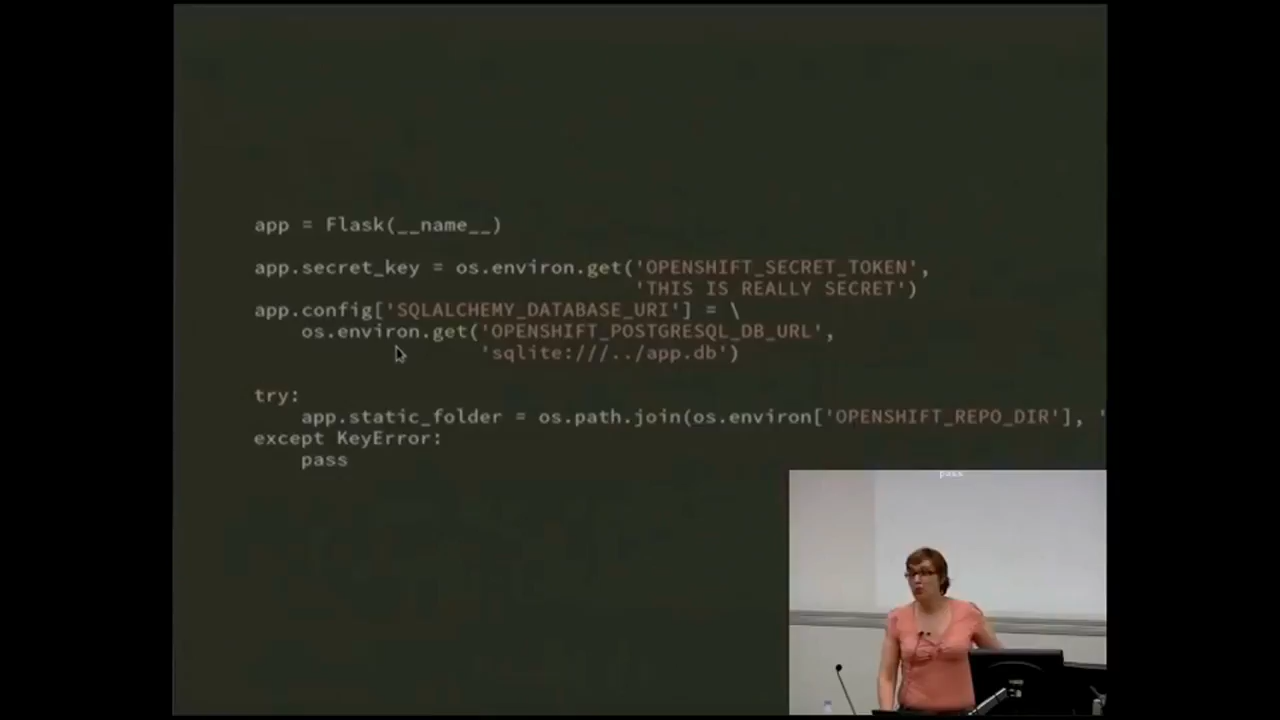 app = Flask(__name__)
app.secret_key = os.environ.get('OPENSHIFT_SECRET_TOKEN',
'THIS IS REALLY SECRET')
app.config['SQLALCHEMY_DATABASE_URI'] = \
os.environ.get('OPENSHIFT_POSTGRESQL_DB_URL',
'sqlite:///../app.db')
try:
app.static_folder = os.path.join(os.environ['OPENSHIFT_REPO_DIR'], '
except KeyError:
pass
pass